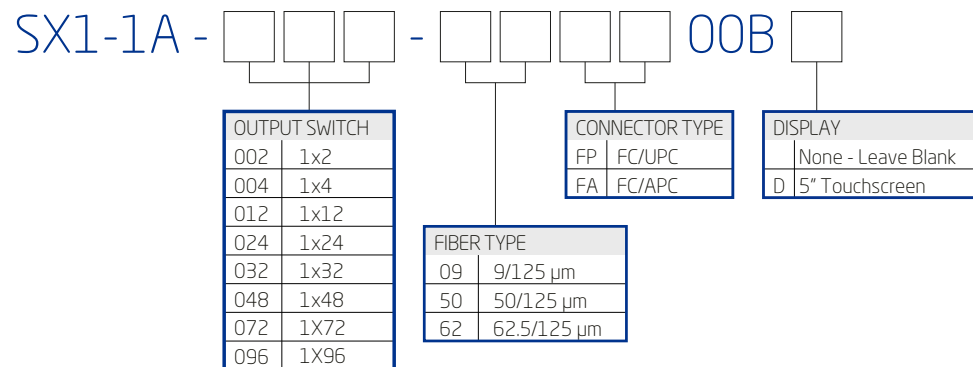 SX1-1A - - 00B
OUTPUT SWITCH
002 1x2
004 1x4
012 1x12
024 1x24
032 1x32
048 1x48
072 1X72
096 1X96
FIBER TYPE
09 9/125 µm
50 50/125 µm
62 62.5/125 µm
CONNECTOR TYPE
FP FC/UPC
FA FC/APC
DISPLAY
None - Leave Blank
D 5" Touchscreen